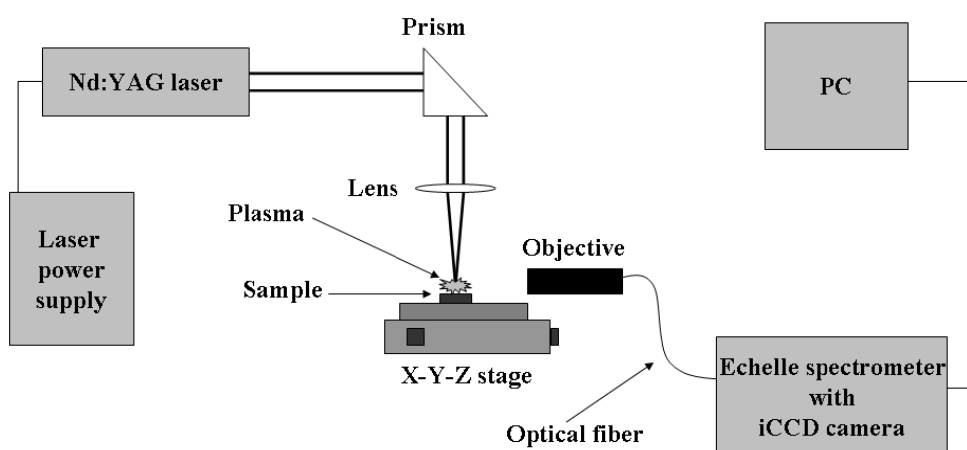 Prism
Nd:YAG laser
PC
Lens
Plasma
Laser
power
supply
Objective
Sample
X-Y-Z stage
Echelle spectrometer
with
iCCD camera
Optical fiber